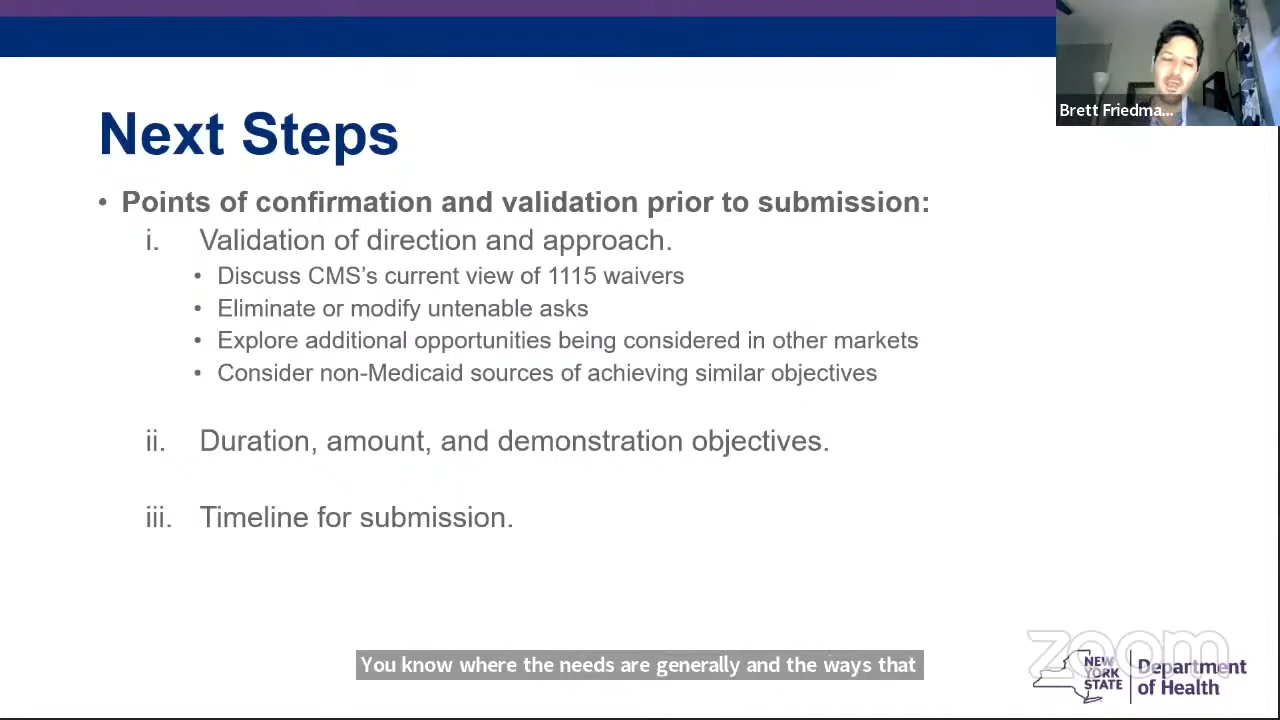 Brett Friedma...
Next Steps
• Points of confirmation and validation prior to submission:
i. Validation of direction and approach.
• Discuss CMS’s current view of 1115 waivers
• Eliminate or modify untenable asks
• Explore additional opportunities being considered in other markets
• Consider non-Medicaid sources of achieving similar objectives
ii. Duration, amount, and demonstration objectives.
iii. Timeline for submission.
You know where the needs are generally and the ways that
zoom
NEW
YORK
STATE
Department
of Health